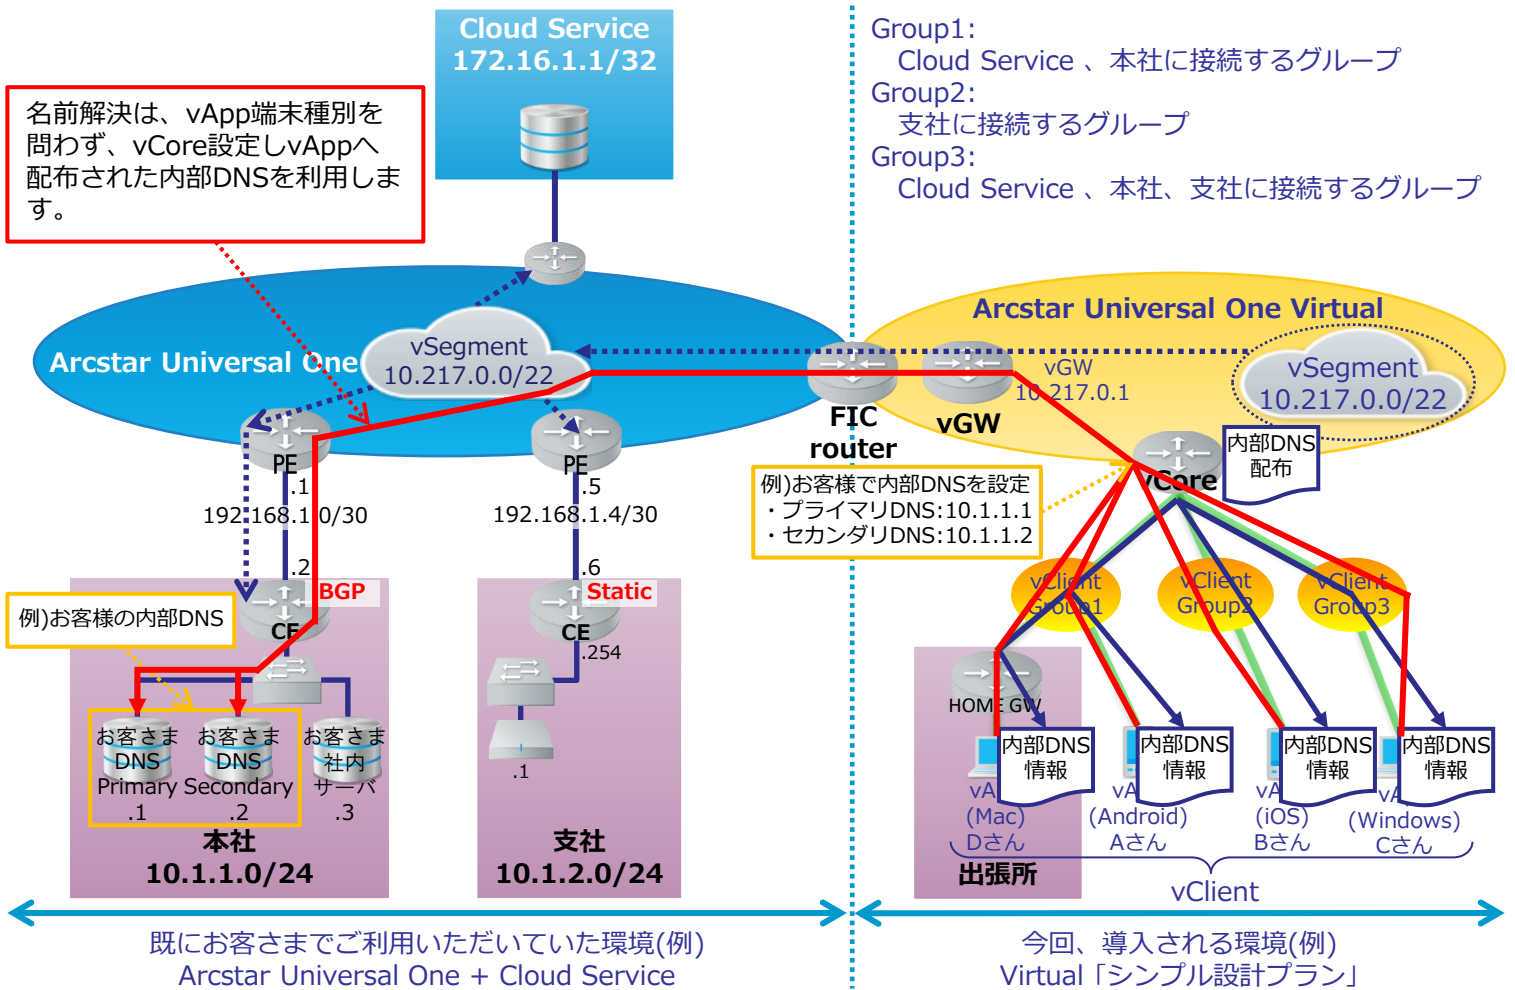 Cloud Service
172.16.1.1/32
Group1:
Cloud Service 、本社に接続するグループ
Group2:
支社に接続するグループ
Group3:
Cloud Service 、本社、支社に接続するグループ
名前解決は、vApp端末種別を
問わず、vCore設定しvAppへ
配布された内部DNSを利用しま
す。
Arcstar Universal One
vSegment
10.217.0.0/22
Arcstar Universal One Virtual
vSegment
10.217.0.0/22
vGW
10.217.0.1
FIC
router
vGW
vCore
内部DNS
配布
PE
.1
192.168.1.0/30
.2
BGP
CE
PE
.5
192.168.1.4/30
.6
Static
CE
.254
例)お客様で内部DNSを設定
・プライマリDNS:10.1.1.1
・セカンダリDNS:10.1.1.2
例)お客様の内部DNS
vClient
Group1
vClient
Group2
vClient
Group3
お客さま
DNS
Primary
.1
お客さま
DNS
Secondary
.2
お客さま
社内
サーバ
.3
.1
HOME GW
内部DNS
情報
内部DNS
情報
内部DNS
情報
内部DNS
情報
(Mac)
Dさん
(Android)
Aさん
(iOS)
Bさん
(Windows)
Cさん
本社
10.1.1.0/24
支社
10.1.2.0/24
出張所
vClient
既にお客さまでご利用いただいていた環境(例)
Arcstar Universal One + Cloud Service
今回、導入される環境(例)
Virtual「シンプル設計プラン」